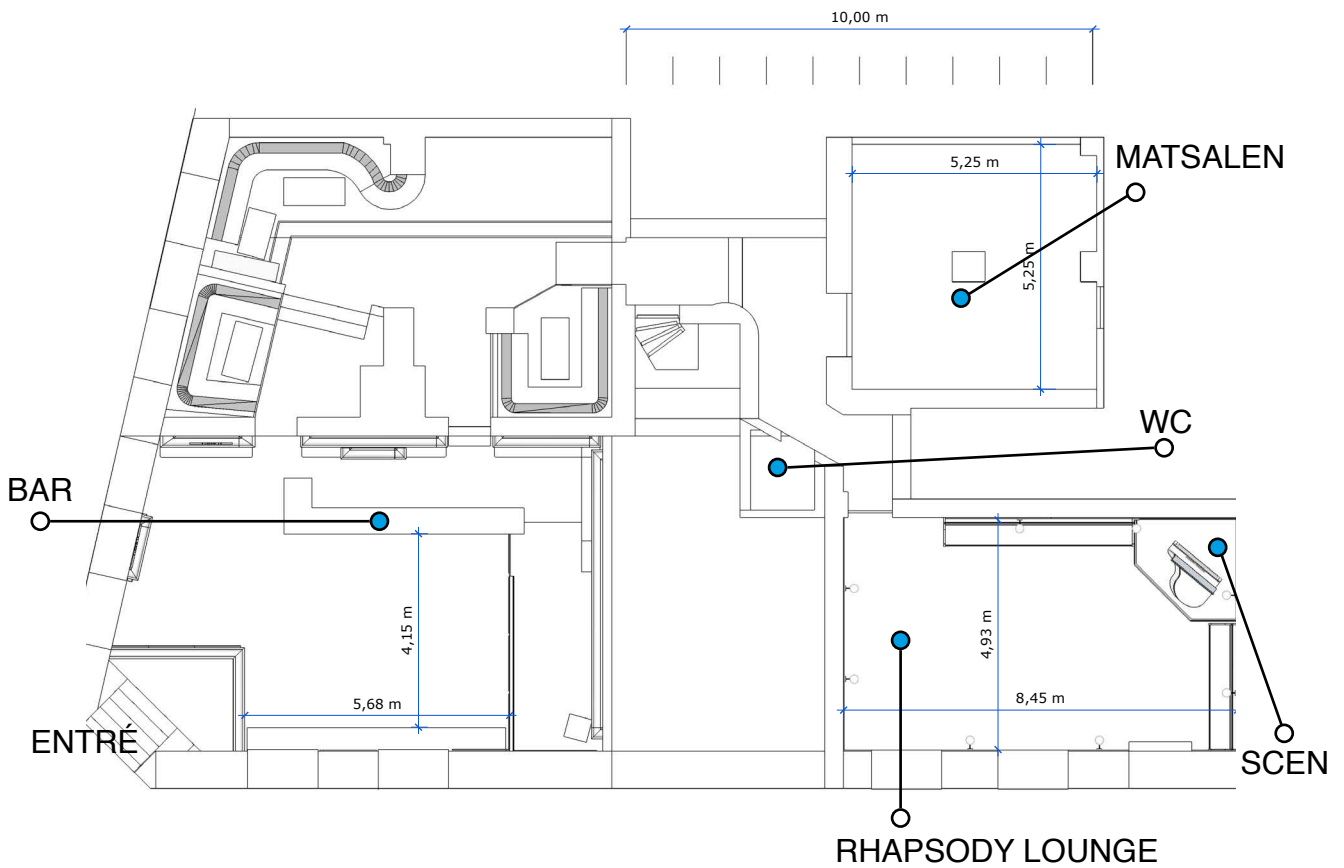 10,00 m
MATSALEN
5,25 m
5,25 m
WC
BAR
4,15 m
4,93 m
5,68 m
8,45 m
ENTRÉ
SCEN
RHAPSODY LOUNGE